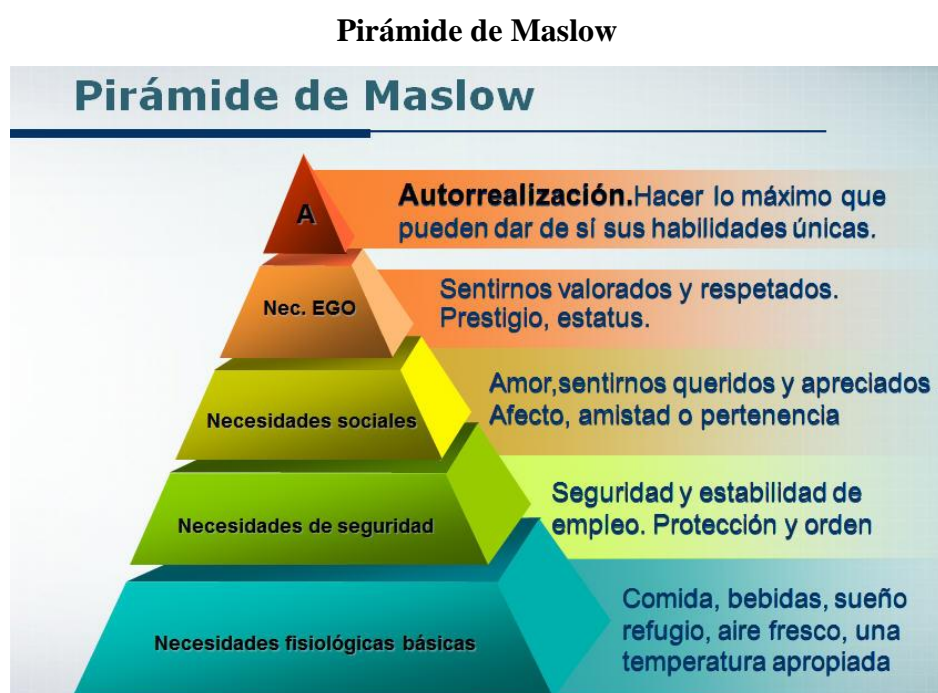 Pirámide de Maslow
Pirámide de Maslow
A
Autorrealización.Hacer lo máximo que
pueden dar de sí sus habilidades únicas.
Nec. EGO
Sentirnos valorados y respetados.
Prestigio, estatus.
Necesidades sociales
Amor,sentirnos queridos y apreciados
Afecto, amistad o pertenencia
Necesidades de seguridad
Seguridad y estabilidad de
empleo. Protección y orden
Necesidades fisiológicas básicas
Comida, bebidas, sueño
refugio, aire fresco, una
temperatura apropiada